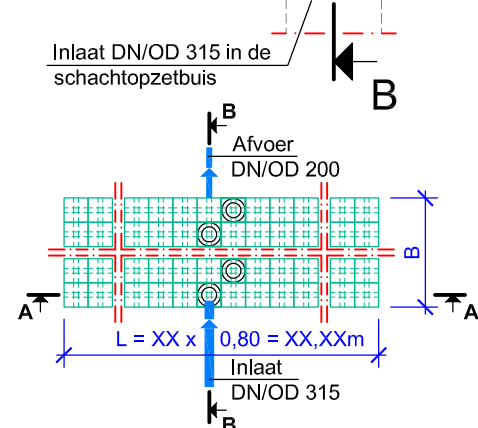 Inlaat DN/OD 315 in de
schachtopzetbuis
B
B
Afvoer
DN/OD 200
B
A
A
L = XX x 0,80 = XX,XXm
Inlaat
DN/OD 315
B